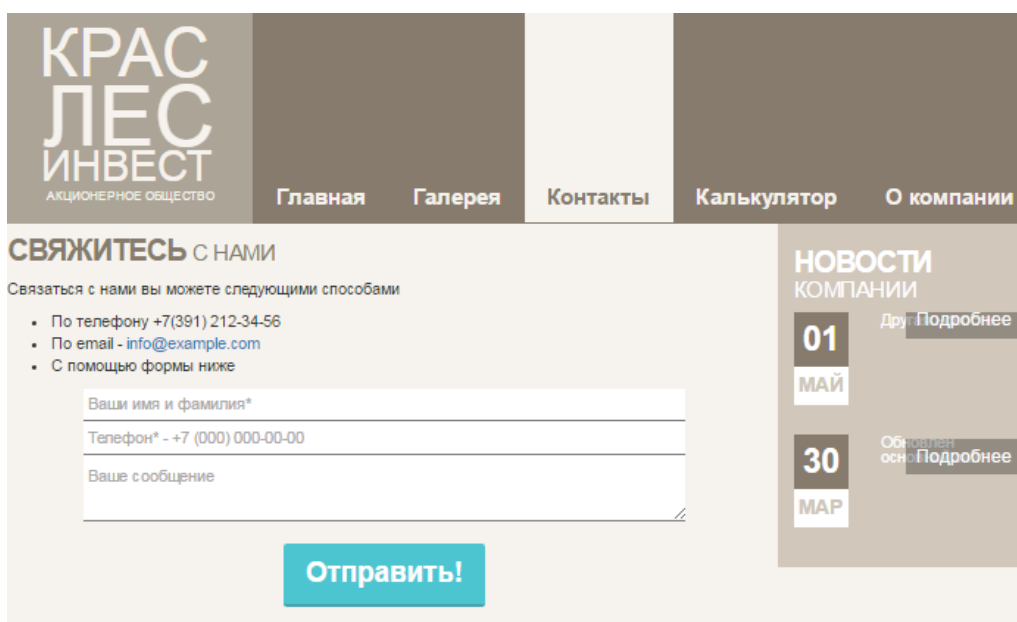 КРАС
ЛЕС
ИНВЕСТ
АКЦИОНЕРНОЕ ОБЩЕСТВО
Главная Галерея Контакты Калькулятор О компании
СВЯЖИТЕСЬ С НАМИ
Связаться с нами вы можете следующими способами
• По телефону +7(391) 212-34-56
• По email - info@example.com
• С помощью формы ниже
Ваши имя и фамилия*
Телефон* - +7 (000) 000-00-00
Ваше сообщение
Отправить!
НОВОСТИ
КОМПАНИИ
01
МАЙ
Подробнее
30
МАР
Обновлен
Подробнее